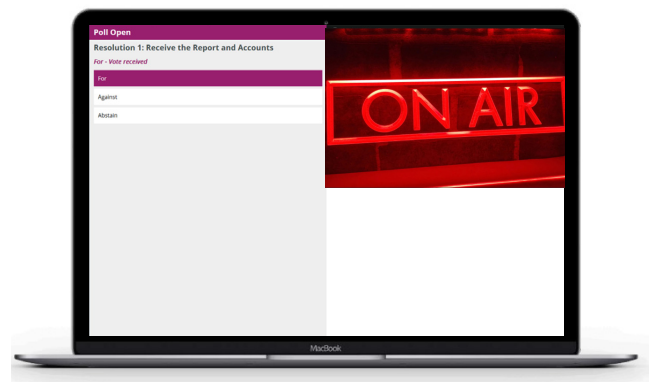 Poll Open
Resolution 1: Receive the Report and Accounts
For - Vote received
For
Against
Abstain
ON AIR
MacBook